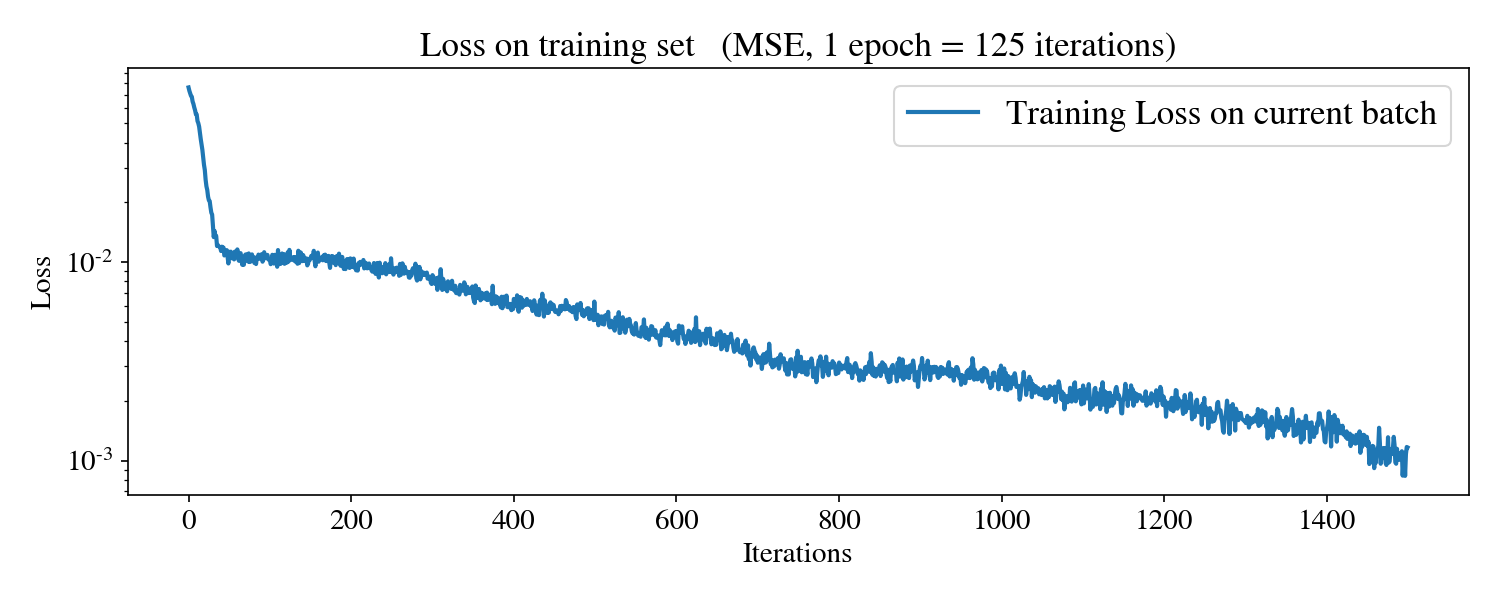 Loss on training set (MSE, 1 epoch = 125 iterations)
Training Loss on current batch
Loss
10^-2
10^-3
0 200 400 600 800 1000 1200 1400
Iterations